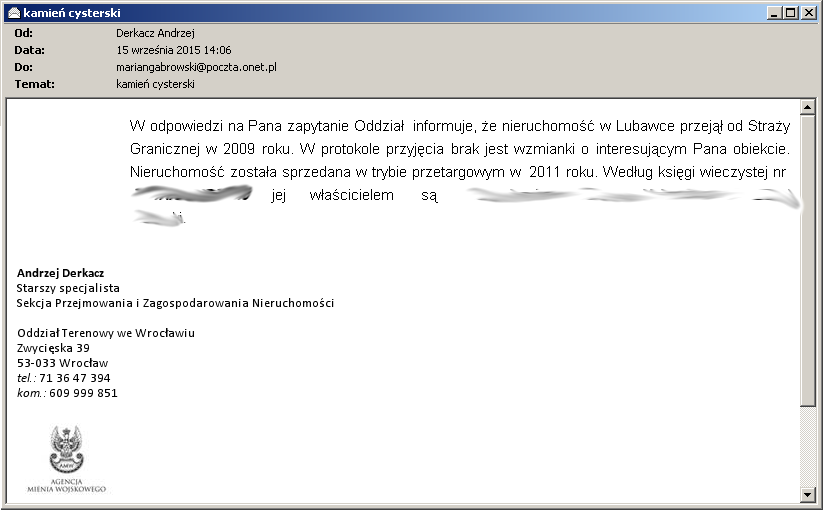 kamień cysterski
Od: Derkacz Andrzej
Data: 15 września 2015 14:06
Do: mariangabrowski@poczta.onet.pl
Temat: kamień cysterski
W odpowiedzi na Pana zapytanie Oddział informuje, że nieruchomość w Lubawce przejął od Straży
Granicznej w 2009 roku. W protokole przyjęcia brak jest wzmianki o interesującym Pana obiekcie.
Nieruchomość została sprzedana w trybie przetargowym w 2011 roku. Według księgi wieczystej nr
jej właścicielem są
Andrzej Derkacz
Starszy specjalista
Sekcja Przejmowania i Zagospodarowania Nieruchomości
Oddział Terenowy we Wrocławiu
Zwycięska 39
53-033 Wrocław
tel.: 71 36 47 394
kom.: 609 999 851
AMW
AGENCJA
MIENIA WOJSKOWEGO